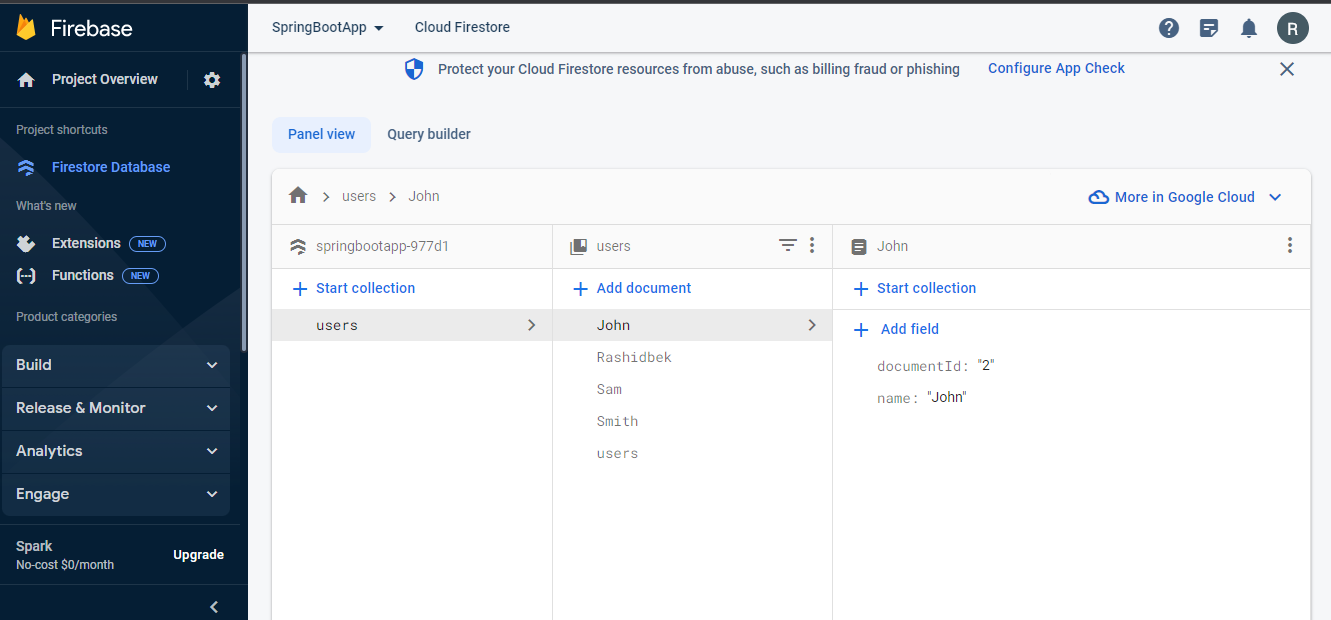 Firebase
SpringBootApp
Cloud Firestore
R
Project Overview
Protect your Cloud Firestore resources from abuse, such as billing fraud or phishing
Configure App Check
Project shortcuts
Firestore Database
What's new
Extensions NEW
Functions NEW
Product categories
Build
Release & Monitor
Analytics
Engage
Spark
No-cost $0/month
Upgrade
Panel view
Query builder
users
John
More in Google Cloud
springbootapp-977d1
Start collection
users
users
Add document
John
Rashidbek
Sam
Smith
users
John
Start collection
Add field
documentId: "2"
name: "John"